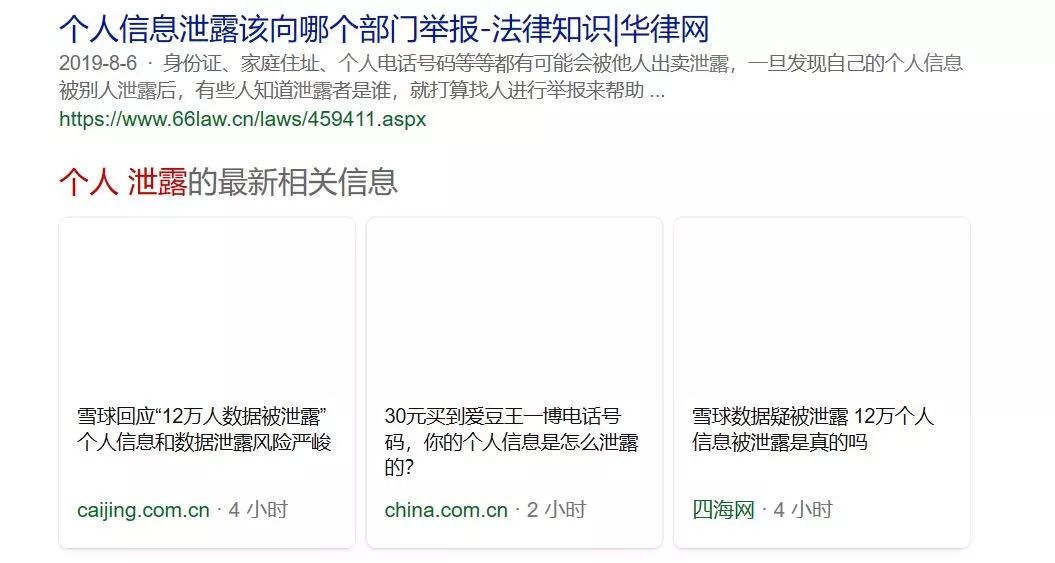 个人信息泄露该向哪个部门举报-法律知识|华律网
2019-8-6 · 身份证、家庭住址、个人电话号码等等都有可能会被他人出卖泄露，一旦发现自己的个人信息
被别人泄露后，有些人知道泄露者是谁，就打算找人进行举报来帮助 ...
https://www.66law.cn/laws/459411.aspx
个人 泄露的最新相关信息
雪球回应“12万人数据被泄露”
个人信息和数据泄露风险严峻
caijing.com.cn · 4 小时
30元买到爱豆王一博电话号
码，你的个人信息是怎么泄露
的？
china.com.cn · 2 小时
雪球数据疑被泄露 12万个人
信息被泄露是真的吗
四海网 · 4 小时